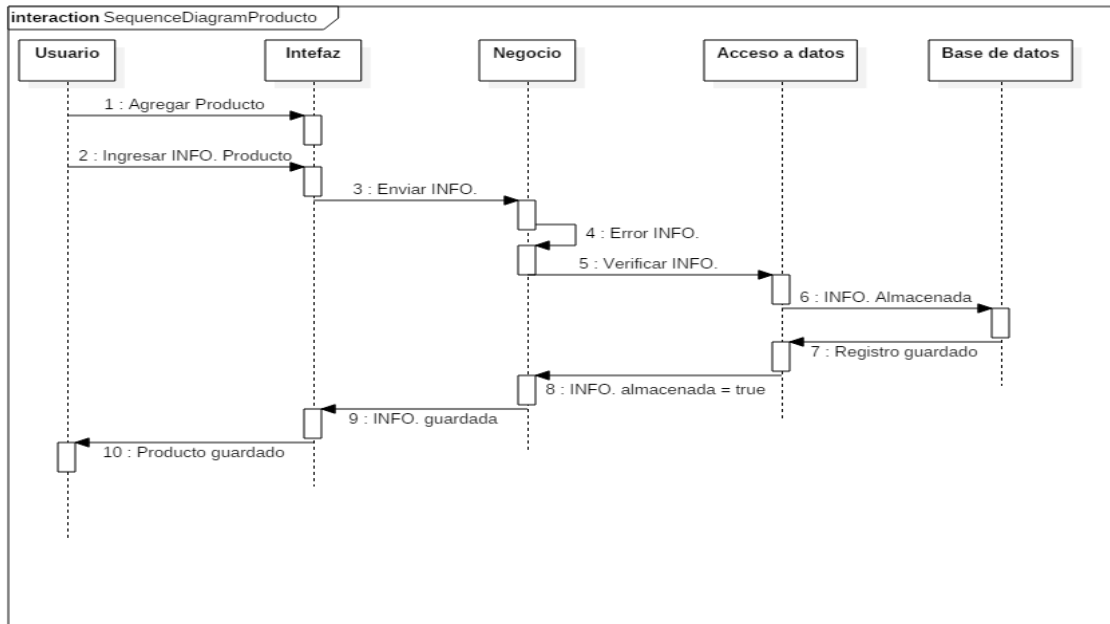 interaction SequenceDiagramProducto
Usuario
Intefaz
Negocio
Acceso a datos
Base de datos
1 : Agregar Producto
2 : Ingresar INFO. Producto
3 : Enviar INFO.
4 : Error INFO.
5 : Verificar INFO.
6 : INFO. Almacenada
7 : Registro guardado
8 : INFO. almacenada = true
9 : INFO. guardada
10 : Producto guardado